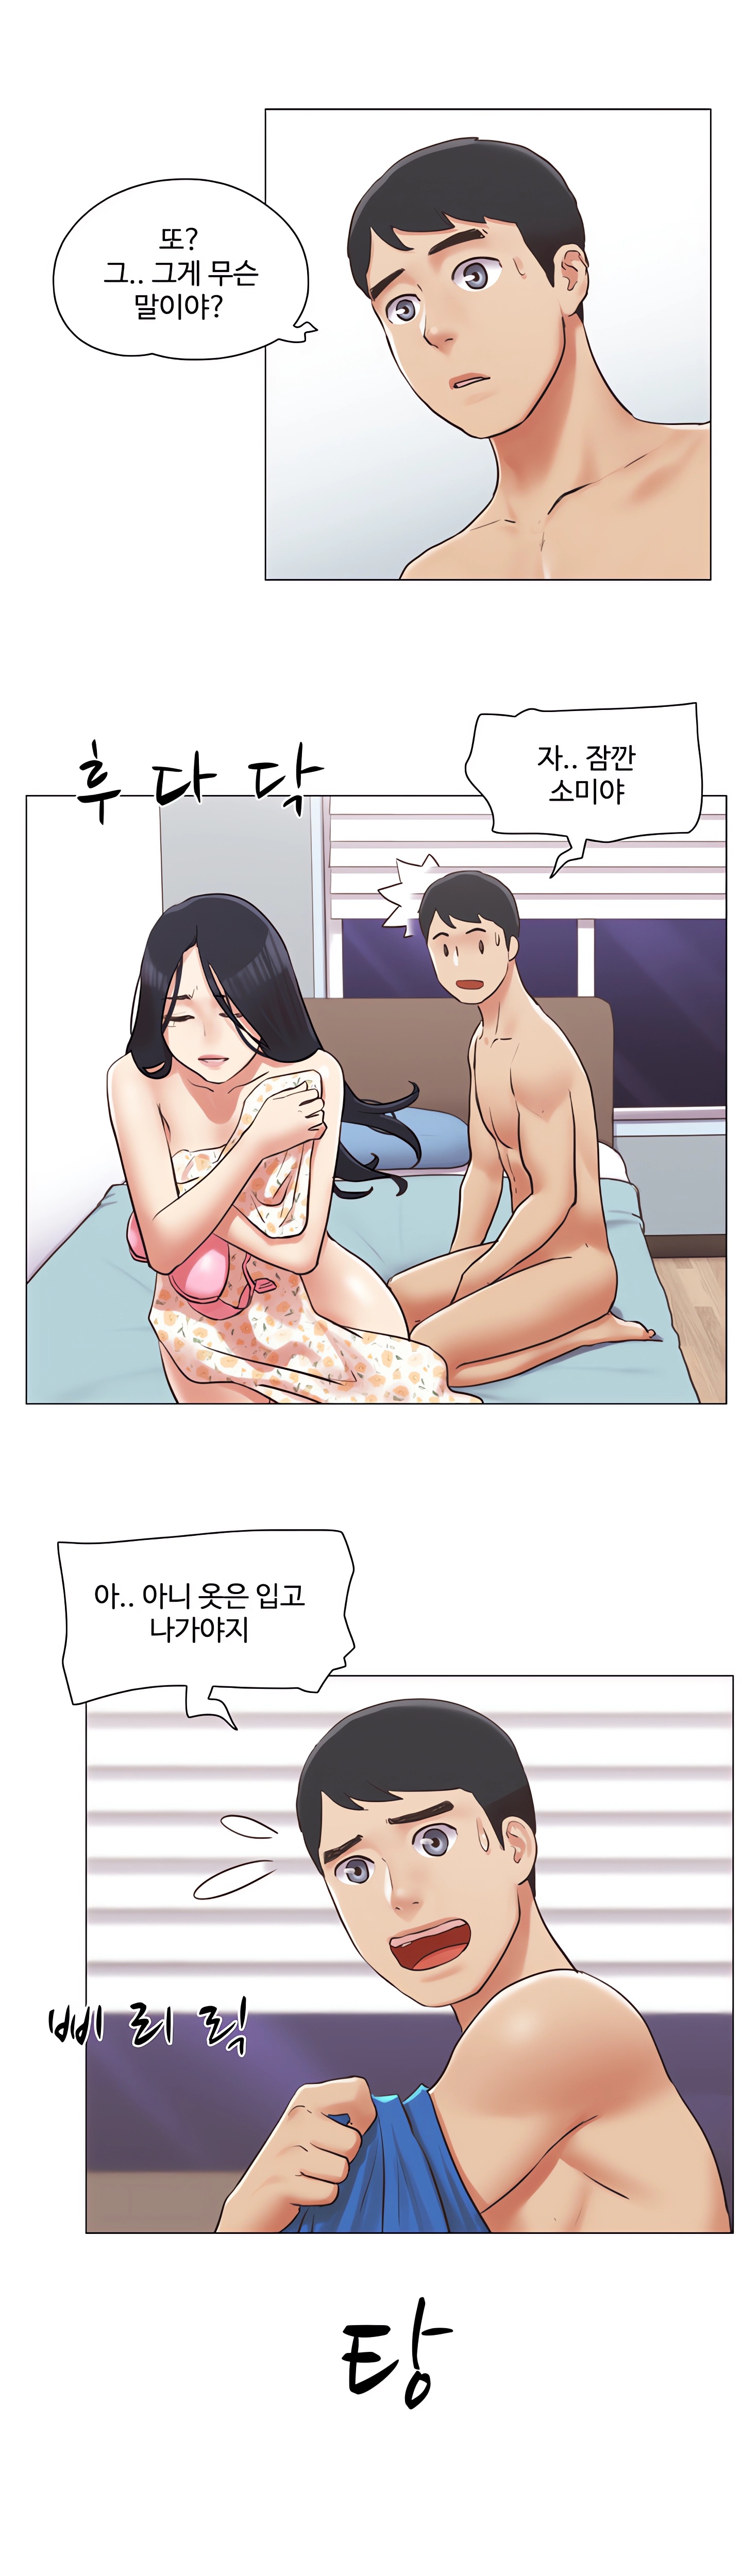 또?
그.. 그게 무슨
말이야?
후 다 닥
자.. 잠깐
소미야
아.. 아니 옷은 입고
나가야지
삐 리 릭
탕